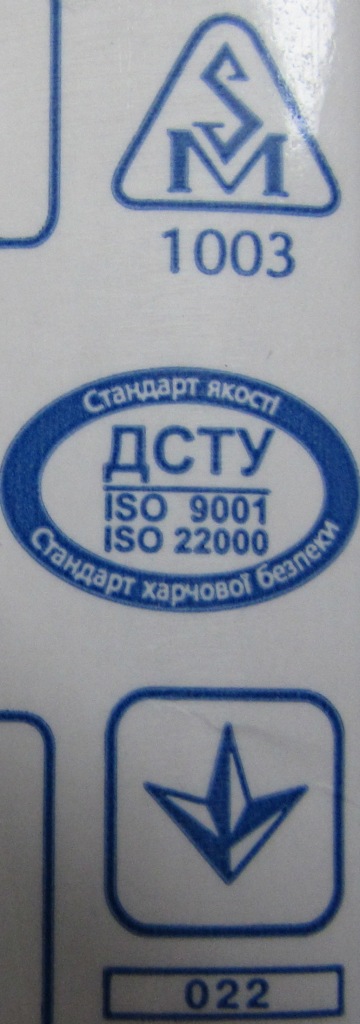 SM
1003
Стандарт якості
ДСТУ
ISO 9001
ISO 22000
Стандарт харчової безпеки
022